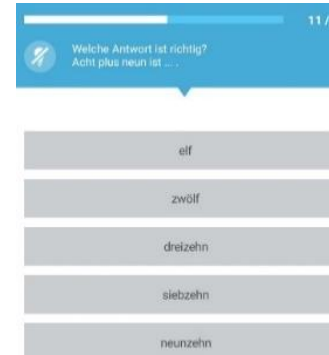 11/
Welche Antwort ist richtig?
Acht plus neun ist ... .
elf
zwölf
dreizehn
siebzehn
neunzehn